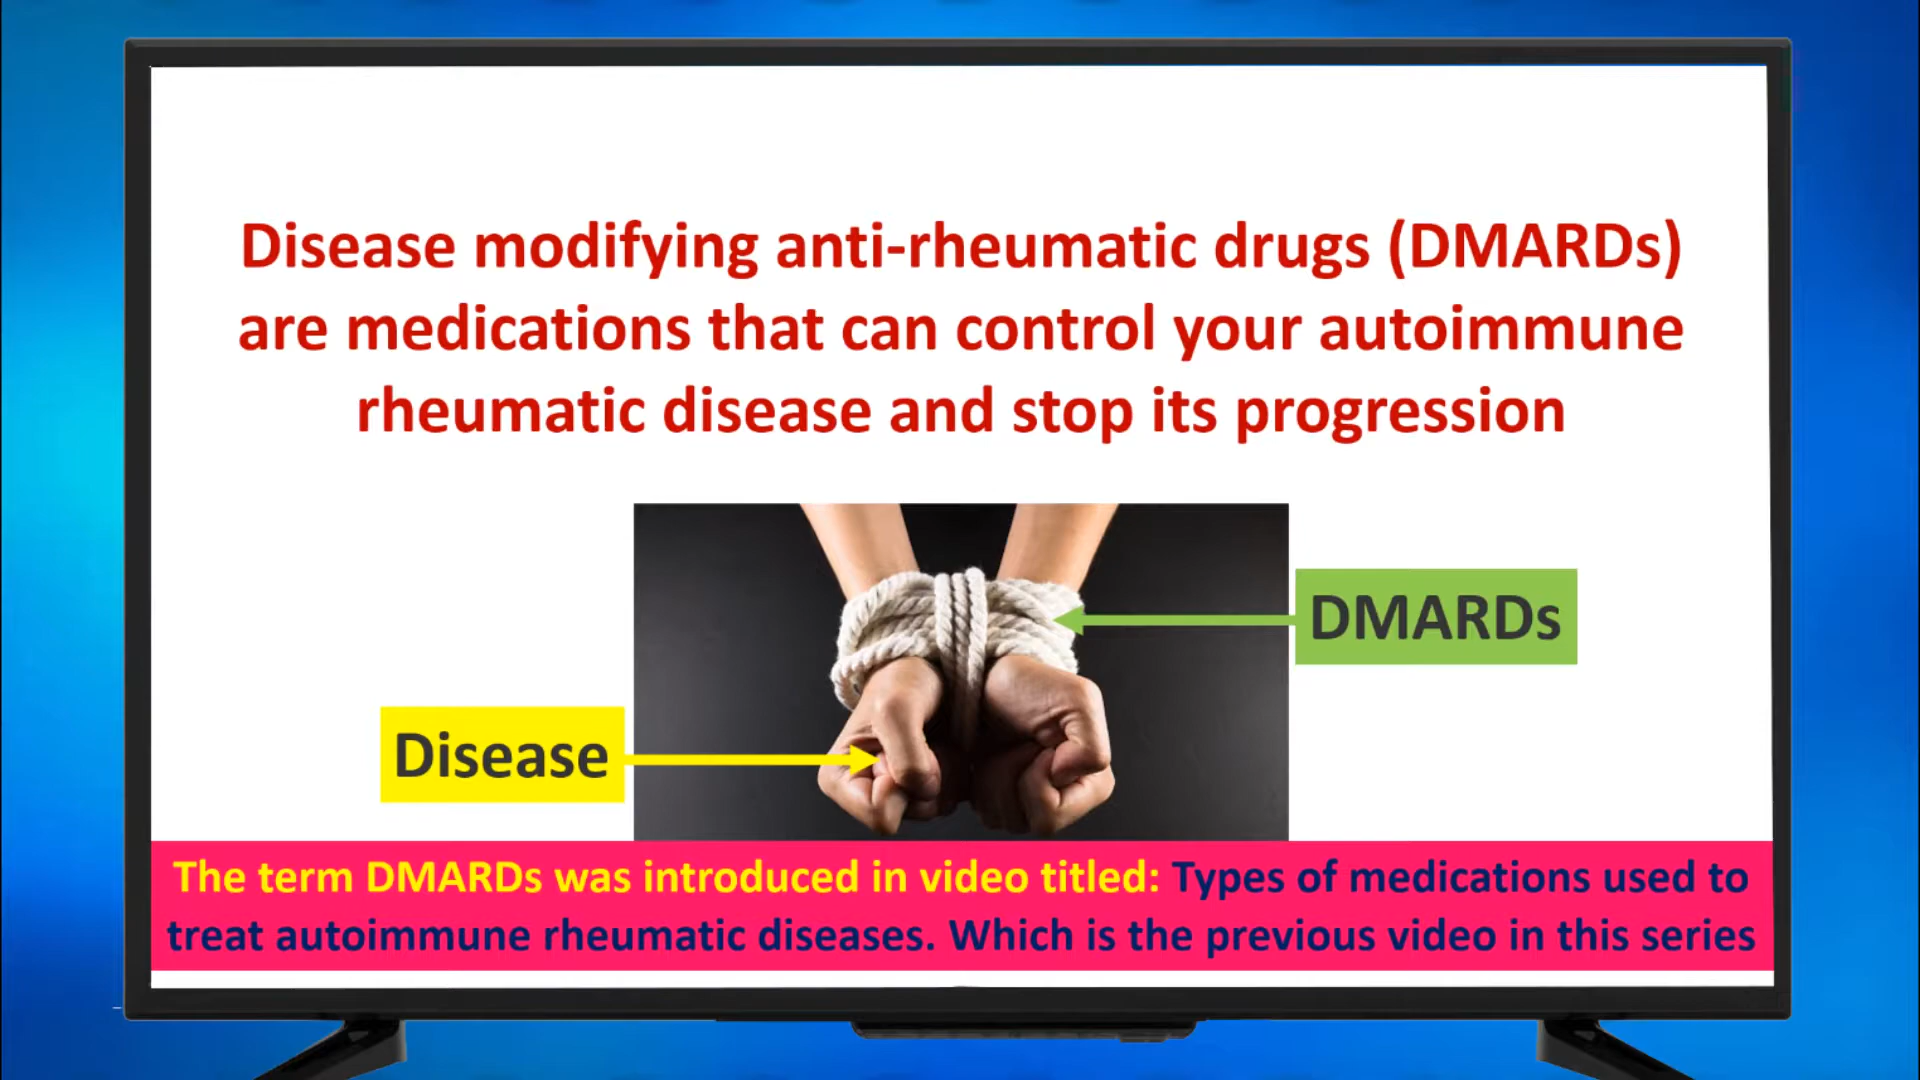 Disease modifying anti-rheumatic drugs (DMARDs)
are medications that can control your autoimmune
rheumatic disease and stop its progression
DMARDs
Disease
The term DMARDs was introduced in video titled: Types of medications used to
treat autoimmune rheumatic diseases. Which is the previous video in this series